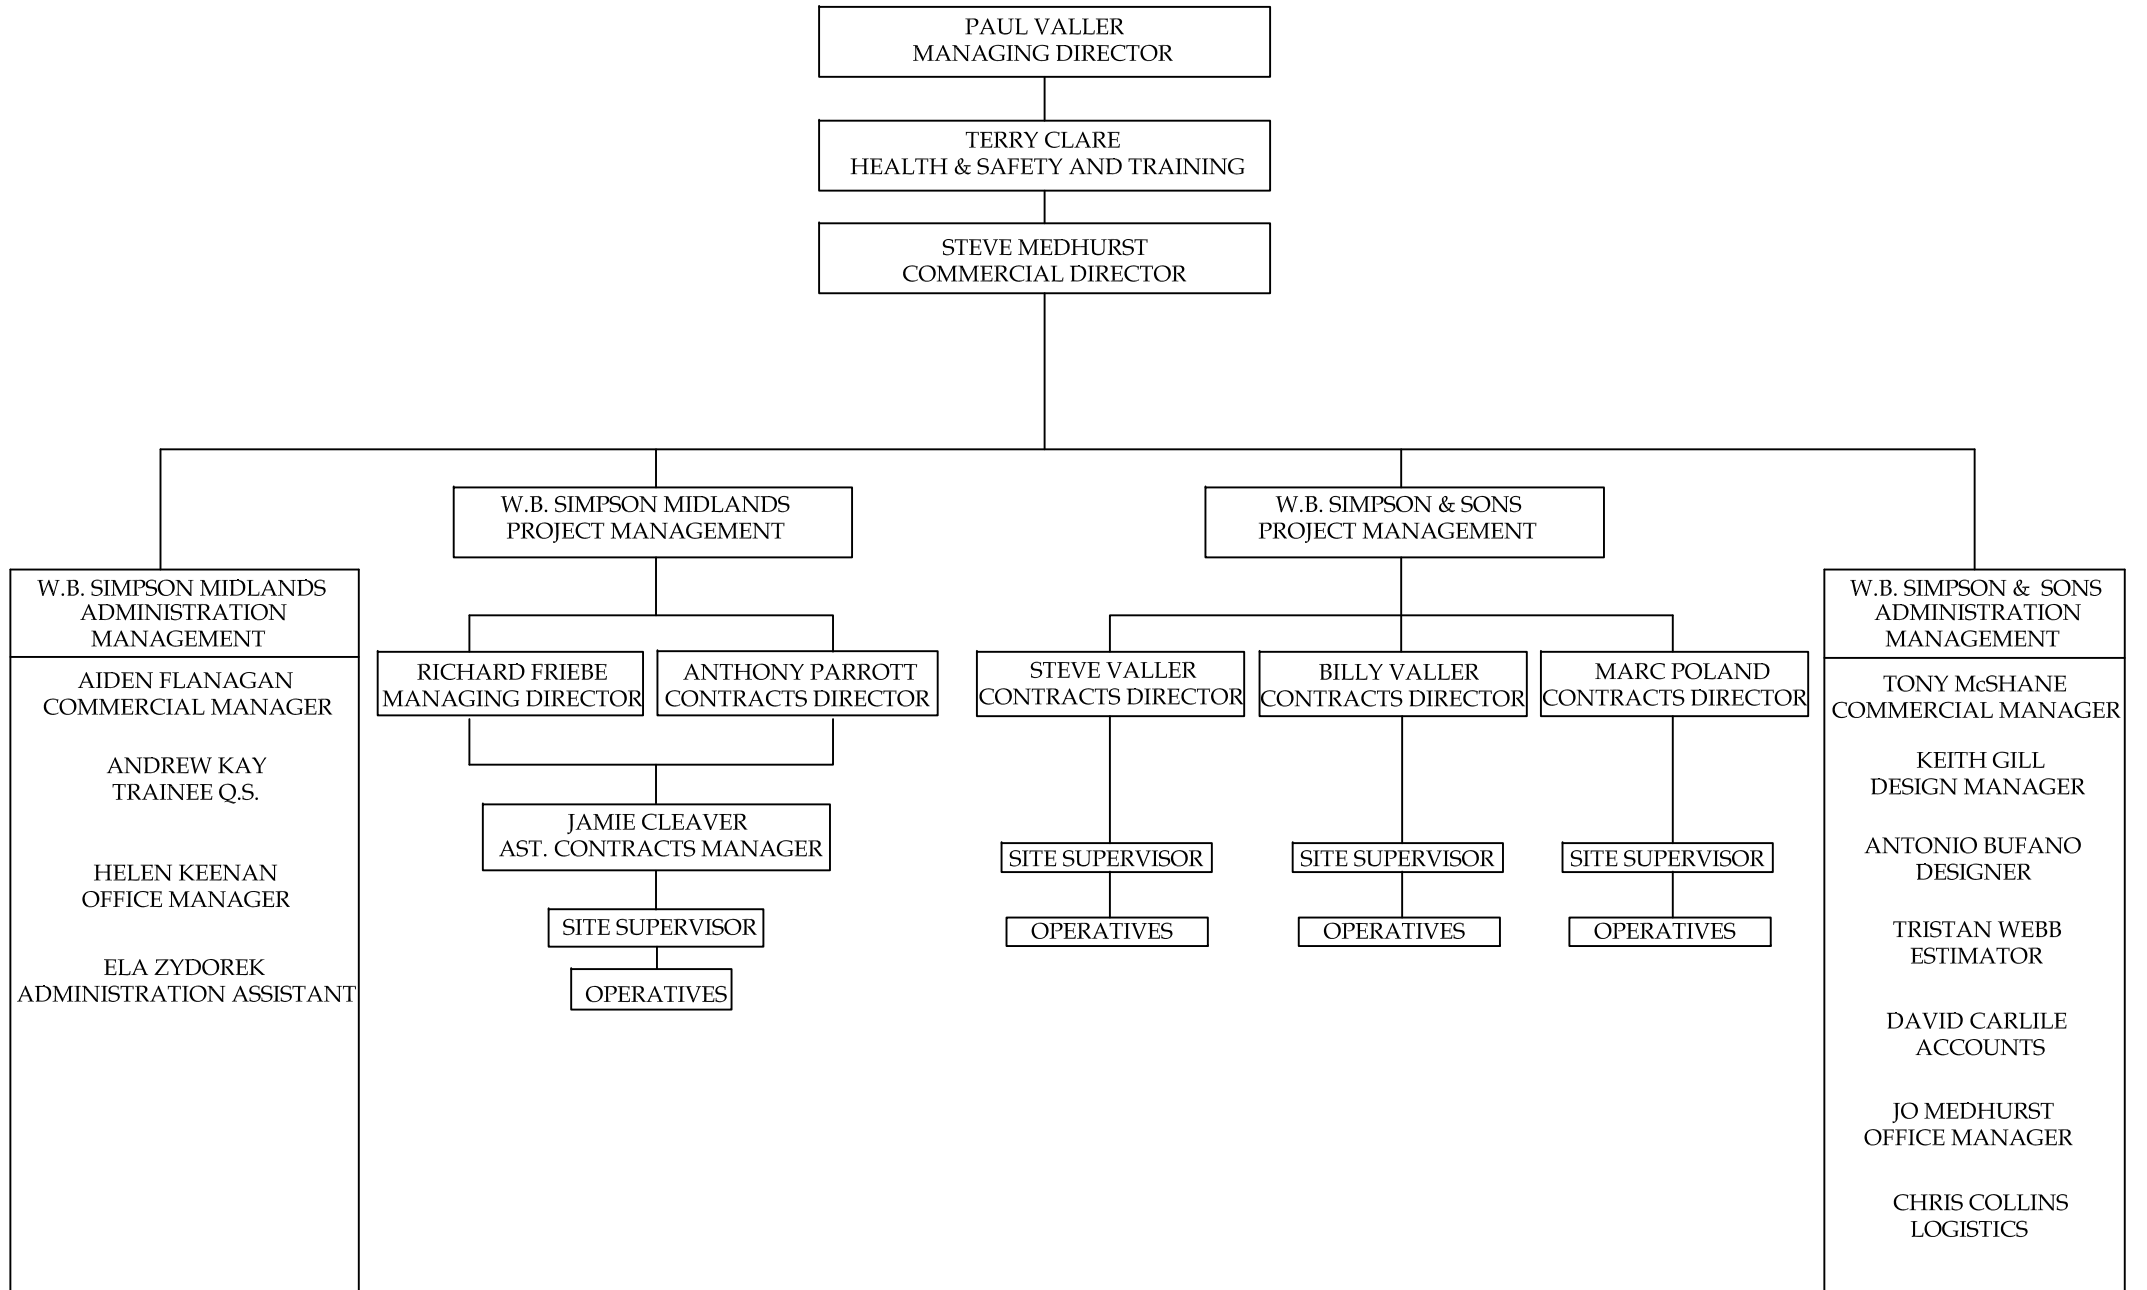 PAUL VALLER
MANAGING DIRECTOR
TERRY CLARE
HEALTH & SAFETY AND TRAINING
STEVE MEDHURST
COMMERCIAL DIRECTOR
W.B. SIMPSON MIDLANDS
PROJECT MANAGEMENT
W.B. SIMPSON & SONS
PROJECT MANAGEMENT
W.B. SIMPSON MIDLANDS
ADMINISTRATION
MANAGEMENT
AIDEN FLANAGAN
COMMERCIAL MANAGER
ANDREW KAY
TRAINEE Q.S.
HELEN KEENAN
OFFICE MANAGER
ELA ZYDOREK
ADMINISTRATION ASSISTANT
RICHARD FRIEBE
MANAGING DIRECTOR
ANTHONY PARROTT
CONTRACTS DIRECTOR
JAMIE CLEAVER
AST. CONTRACTS MANAGER
SITE SUPERVISOR
OPERATIVES
STEVE VALLER
CONTRACTS DIRECTOR
SITE SUPERVISOR
OPERATIVES
BILLY VALLER
CONTRACTS DIRECTOR
SITE SUPERVISOR
OPERATIVES
MARC POLAND
CONTRACTS DIRECTOR
SITE SUPERVISOR
OPERATIVES
W.B. SIMPSON & SONS
ADMINISTRATION
MANAGEMENT
TONY McSHANE
COMMERCIAL MANAGER
KEITH GILL
DESIGN MANAGER
ANTONIO BUFANO
DESIGNER
TRISTAN WEBB
ESTIMATOR
DAVID CARLILE
ACCOUNTS
JO MEDHURST
OFFICE MANAGER
CHRIS COLLINS
LOGISTICS